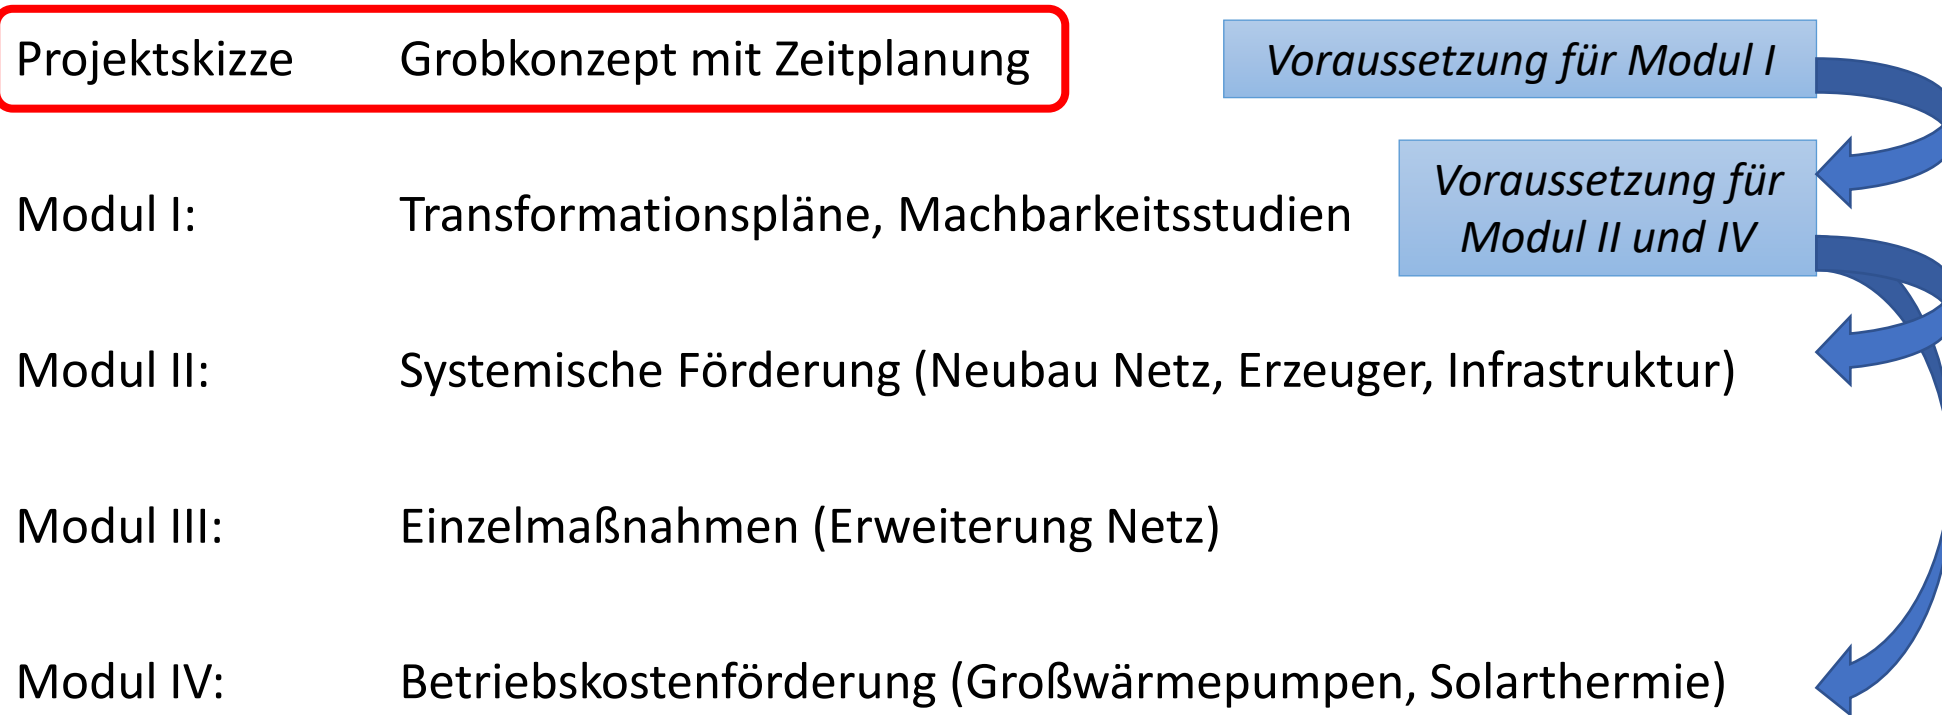 Projektskizze Grobkonzept mit Zeitplanung Voraussetzung für Modul I
Modul I: Transformationspläne, Machbarkeitsstudien
Voraussetzung für
Modul II und IV
Modul II: Systemische Förderung (Neubau Netz, Erzeuger, Infrastruktur)
Modul III: Einzelmaßnahmen (Erweiterung Netz)
Modul IV: Betriebskostenförderung (Großwärmepumpen, Solarthermie)